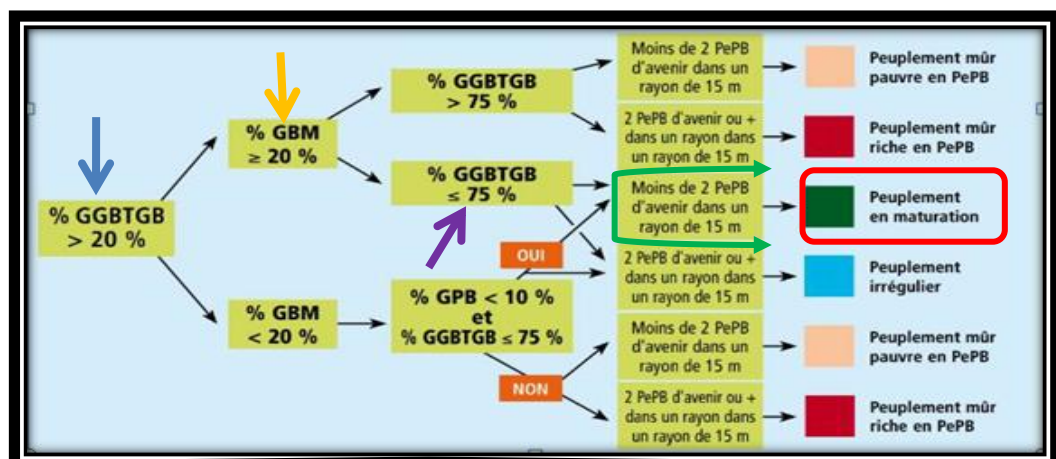 % GGBTGB
> 20 %
% GBM
≥ 20 %
% GBM
< 20 %
% GGBTGB
> 75 %
% GGBTGB
≤ 75 %
OUI
% GPB < 10 %
et
% GGBTGB ≤ 75 %
NON
Moins de 2 PePB
d'avenir dans un
rayon de 15 m
2 PePB d'avenir ou +
dans un rayon dans
un rayon de 15 m
Moins de 2 PePB
d'avenir dans un
rayon de 15 m
2 PePB d'avenir ou +
dans un rayon dans
un rayon de 15 m
Moins de 2 PePB
d'avenir dans un
rayon de 15 m
2 PePB d'avenir ou +
dans un rayon dans
un rayon de 15 m
Peuplement mûr
pauvre en PePB
Peuplement mûr
riche en PePB
Peuplement
en maturation
Peuplement
irrégulier
Peuplement mûr
pauvre en PePB
Peuplement mûr
riche en PePB